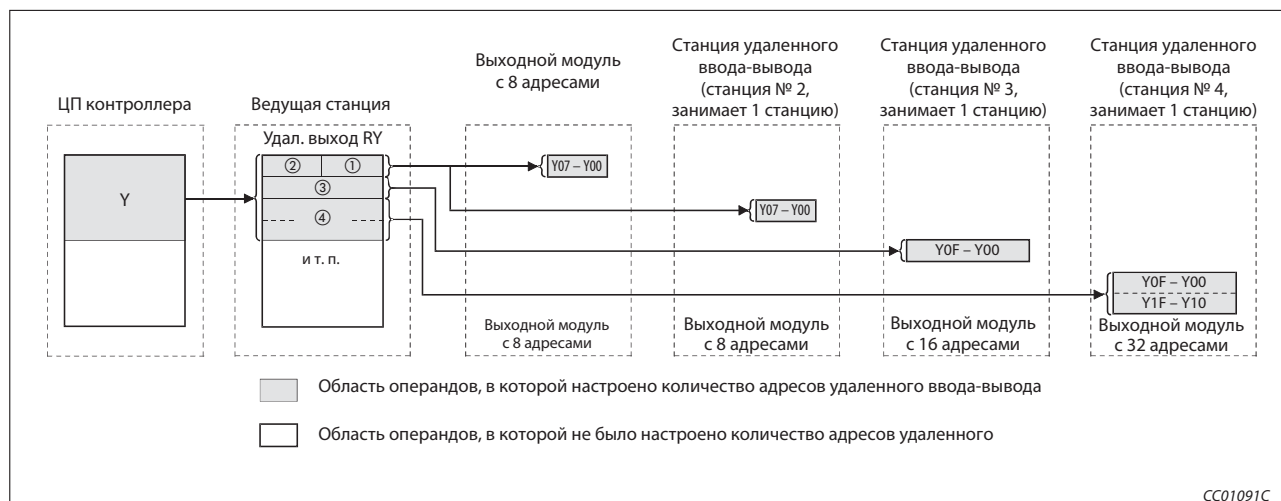 ЦП контроллера
Ведущая станция
Выходной модуль
с 8 адресами
Станция удаленного
ввода-вывода
(станция № 2,
занимает 1 станцию)
Станция удаленного
ввода-вывода
(станция № 3,
занимает 1 станцию)
Станция удаленного
ввода-вывода
(станция № 4,
занимает 1 станцию)
Удал. выход RY
Y
② ①
③
④
и т. п.
Y07 – Y00
Y07 – Y00
Y0F – Y00
Y0F – Y00
Y1F – Y10
Выходной модуль
с 8 адресами
Выходной модуль
с 8 адресами
Выходной модуль
с 16 адресами
Выходной модуль
с 32 адресами
Область операндов, в которой настроено количество адресов удаленного ввода-вывода
Область операндов, в которой не было настроено количество адресов удаленного
CC01091C